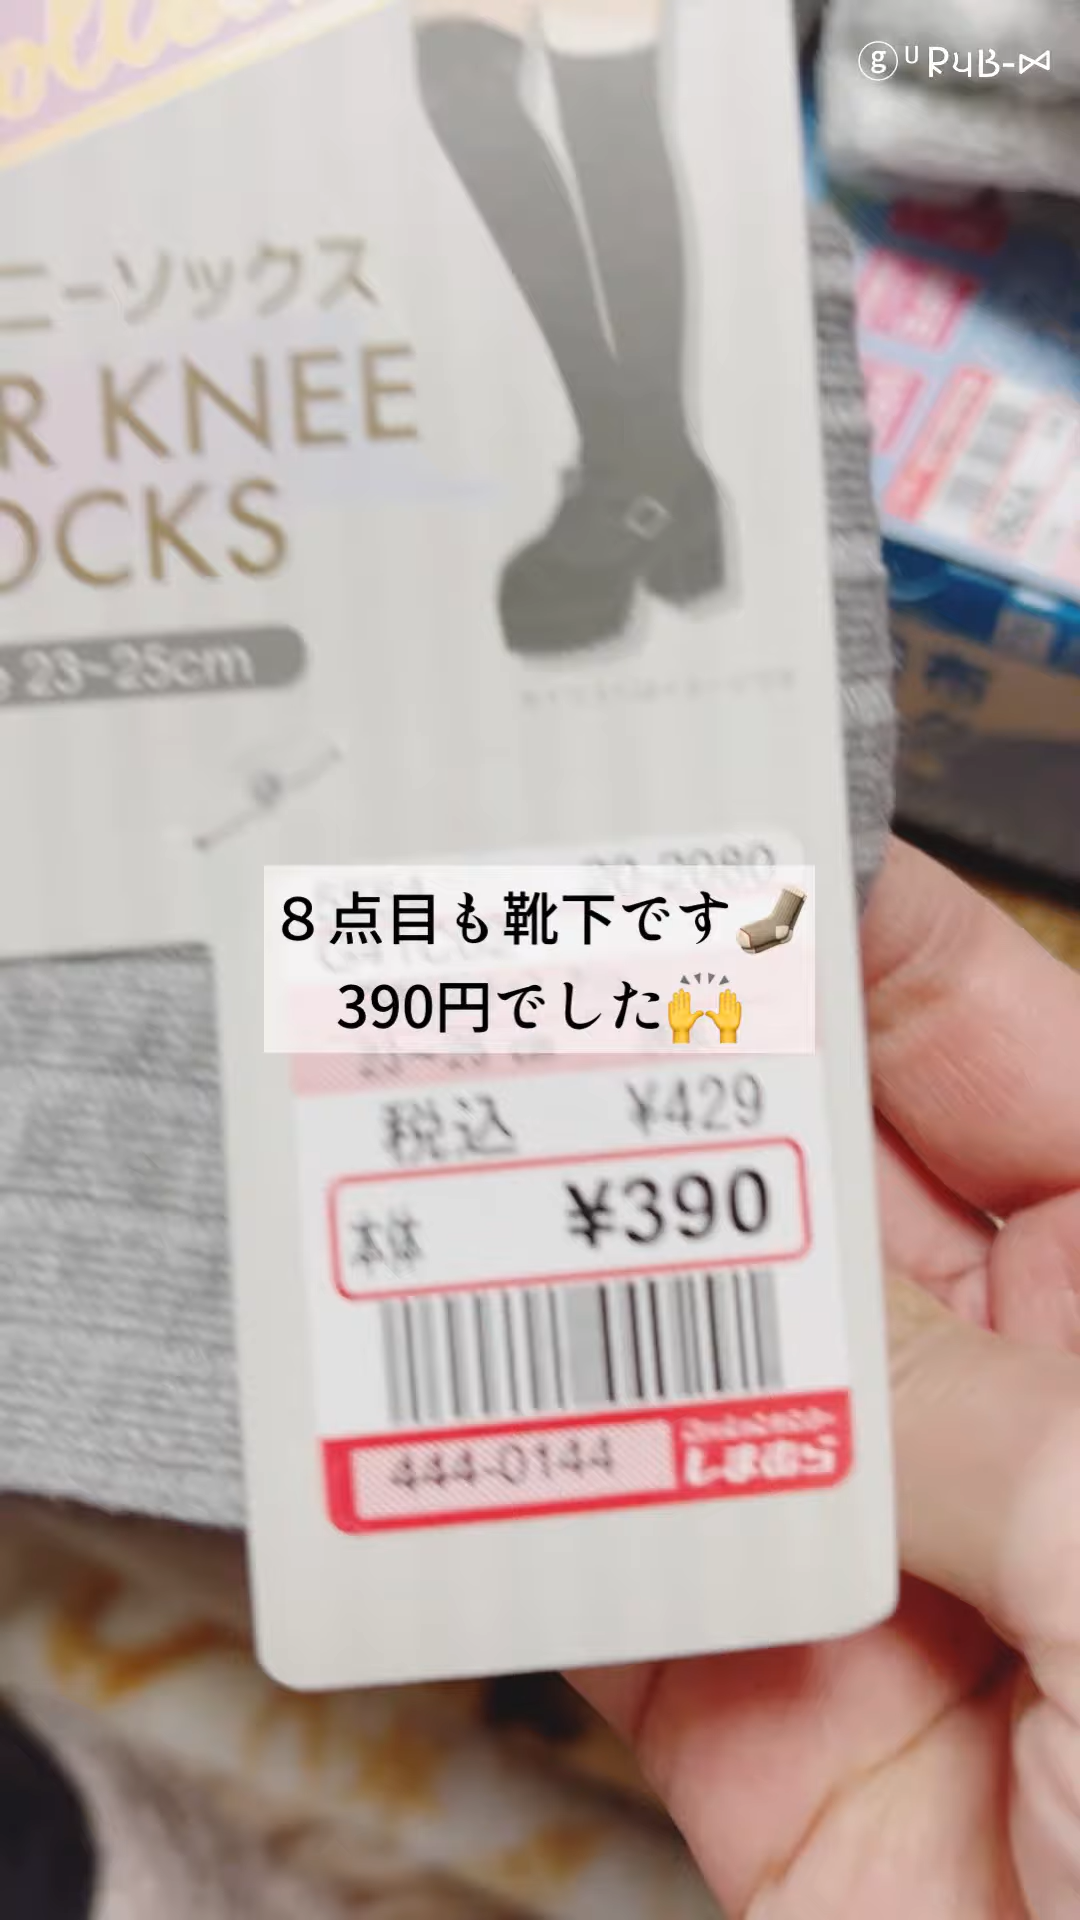 ⓖᵁЯЧB-⋈
ニーソックス
R KNEE
OCKS
e 23~25cm
８点目も靴下です🧦
390円でした🙌
税込 ¥429
本体 ¥390
444-0144
しまむら